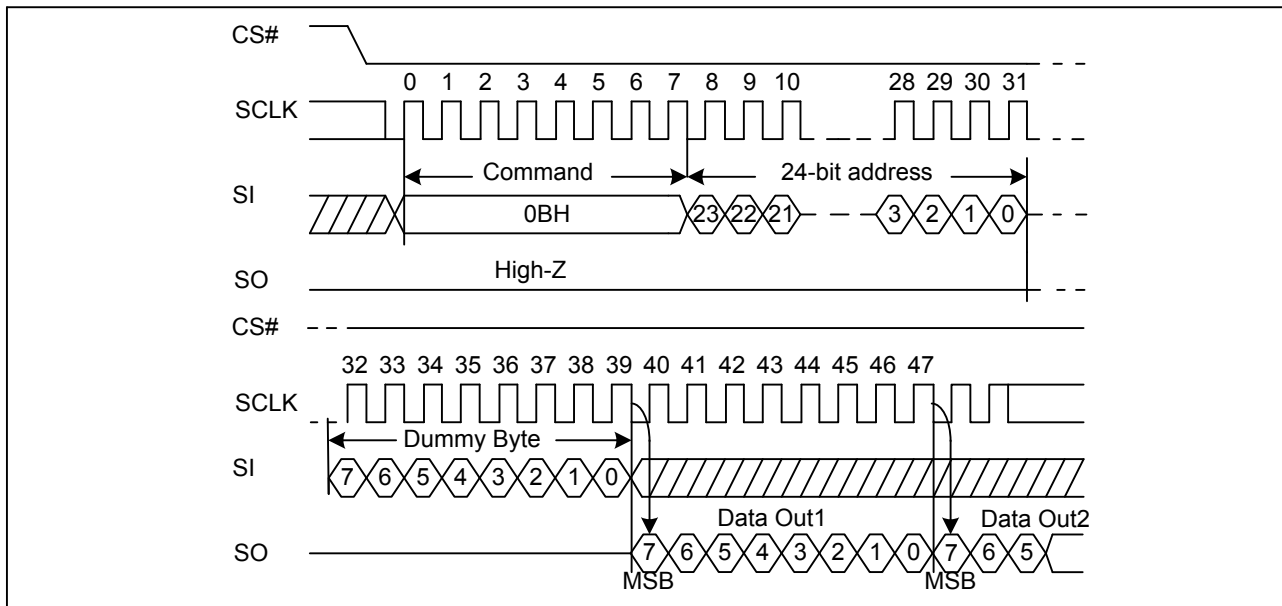 CS#
0 1 2 3 4 5 6 7 8 9 10 28 29 30 31
SCLK
Command 24-bit address
SI
0BH 23 22 21 3 2 1 0
High-Z
SO
CS#
32 33 34 35 36 37 38 39 40 41 42 43 44 45 46 47
SCLK
Dummy Byte
SI
7 6 5 4 3 2 1 0
Data Out1 Data Out2
SO
7 6 5 4 3 2 1 0 7 6 5
MSB MSB